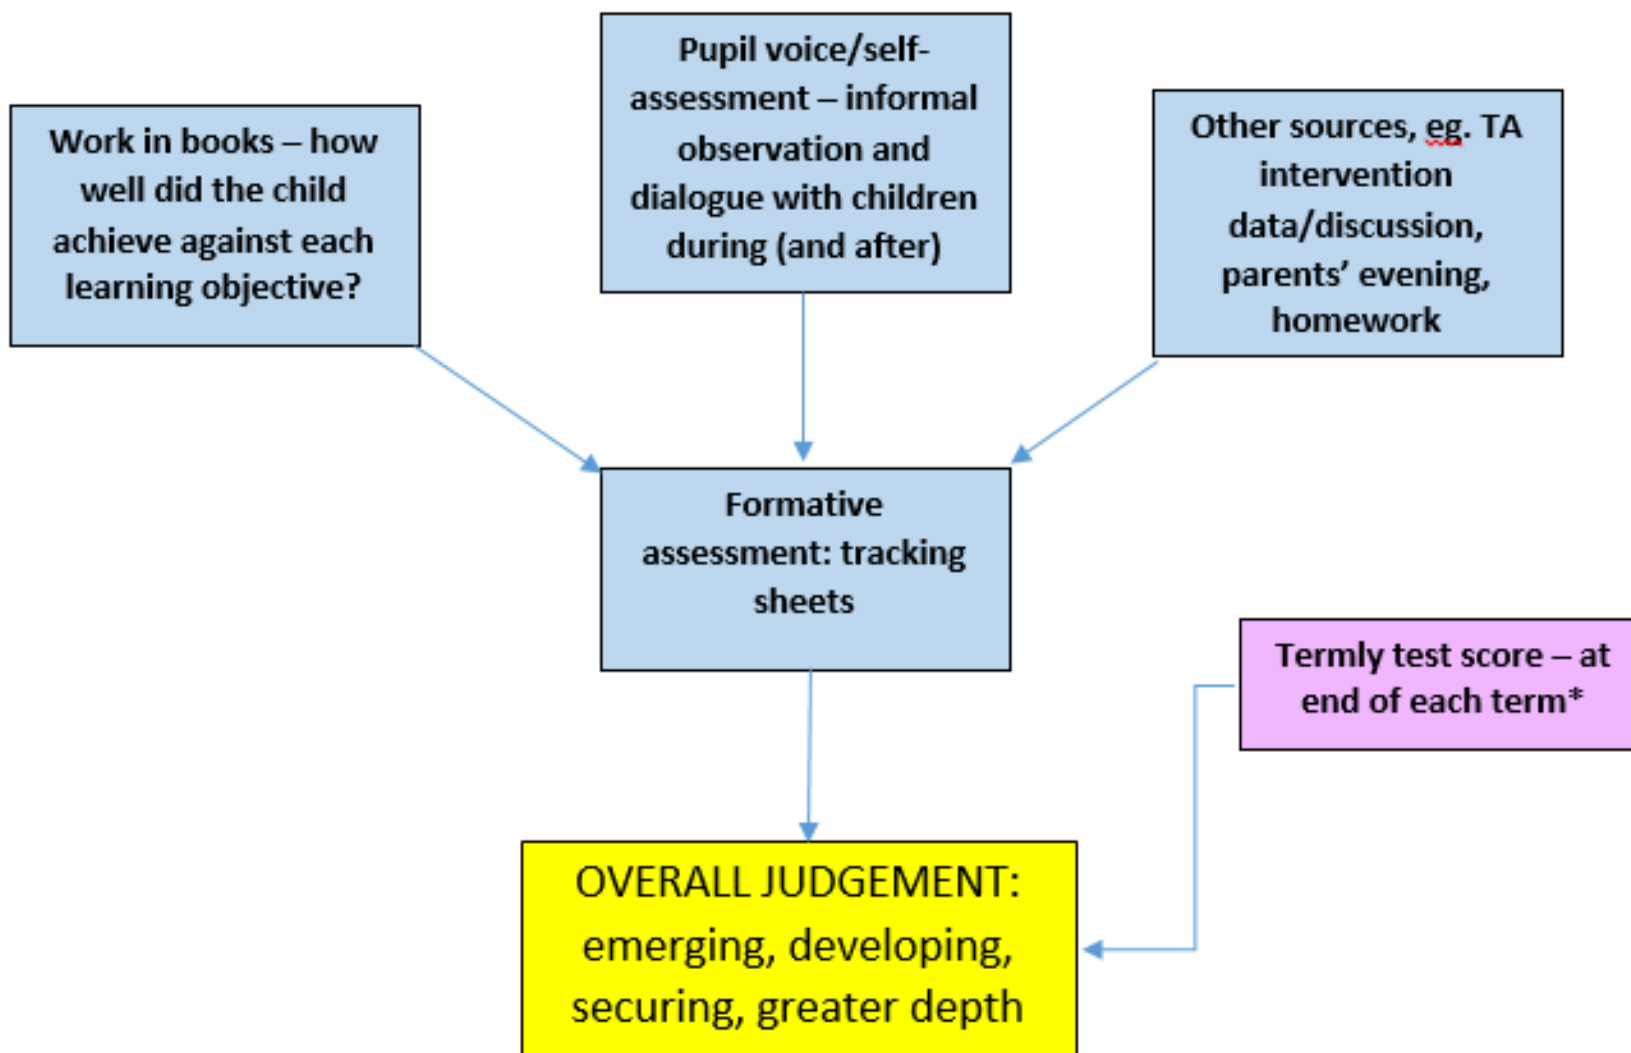 Work in books – how
well did the child
achieve against each
learning objective?
Pupil voice/self-
assessment – informal
observation and
dialogue with children
during (and after)
Other sources, eg. TA
intervention
data/discussion,
parents’ evening,
homework
Formative
assessment: tracking
sheets
Termly test score – at
end of each term*
OVERALL JUDGEMENT:
emerging, developing,
securing, greater depth